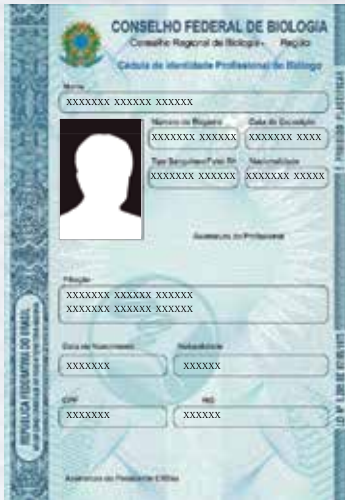 CONSELHO FEDERAL DE BIOLOGIA
Conselho Regional de Biologia - Região
Cédula de Identidade Profissional do Biólogo
Nome
XXXXXXX XXXXXX XXXXXX
Número do Registro Data da Expedição
XXXXXXX XXXXXX XXXXXXX XXXX
Tipo Sanguíneo/Fator Rh Nacionalidade
XXXXXXX XXXXXX XXXXXXX XXXXX
Assinatura do Profissional
Filiação
XXXXXXX XXXXXX XXXXXX
XXXXXXX XXXXXX XXXXXX
Data de Nascimento Naturalidade
XXXXXXX XXXXXX
CPF RG
XXXXXXX XXXXXX
Assinatura do Presidente CRBio
REPÚBLICA FEDERATIVA DO BRASIL